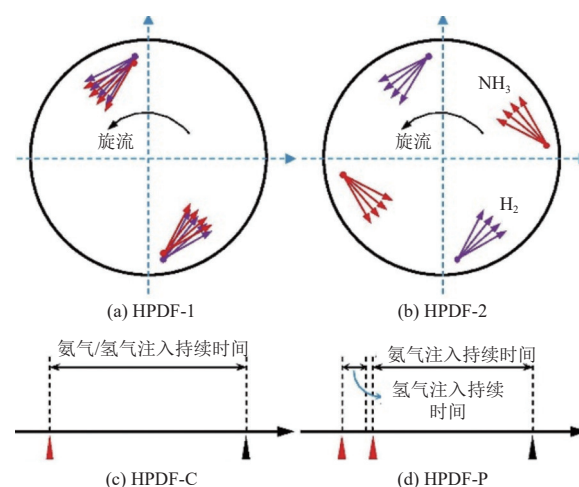 旋流
(a) HPDF-1
旋流
NH₃
H₂
(b) HPDF-2
氨气/氢气注入持续时间
(c) HPDF-C
氨气注入持续时间
氢气注入持续
时间
(d) HPDF-P